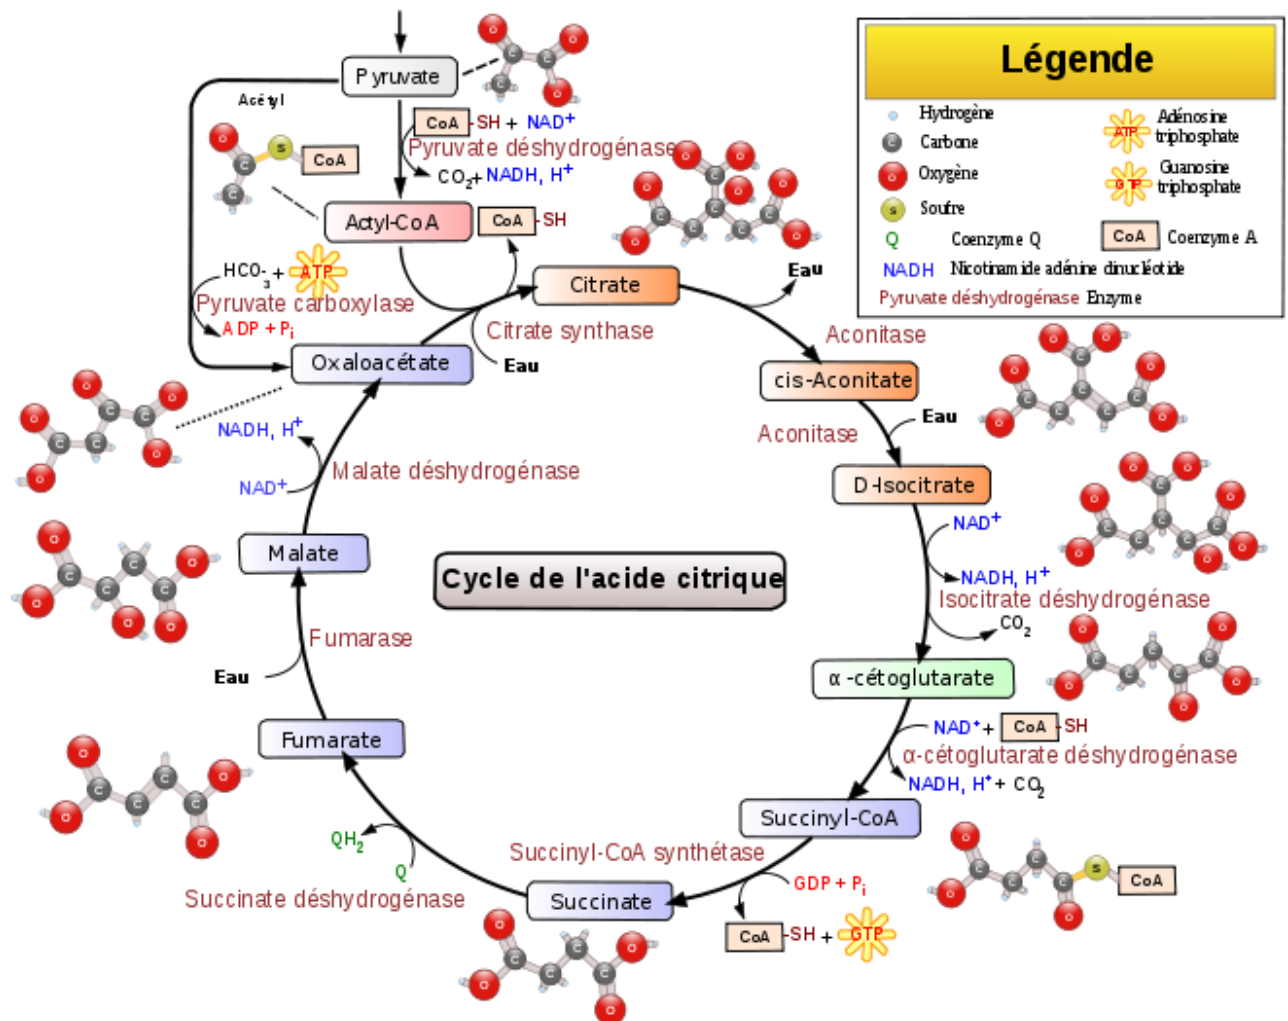 Légende
Hydrogène
Carbone
Oxygène
S Soufre
Q Coenzyme Q
NADH Nicotinamide adénine dinucléotide
Pyruvate déshydrogénase Enzyme
ATP Adénosine
triphosphate
GTP Guanosine
triphosphate
CoA Coenzyme A
Pyruvate
Acétyl
S CoA
CoA-SH + NAD+
Pyruvate déshydrogénase
CO2+ NADH, H+
Actyl-CoA
CoA-SH
HCO3- + ATP
Pyruvate carboxylase
ADP + Pi
Citrate
Eau
Citrate synthase
Eau
Oxaloacétate
Aconitase
cis-Aconitate
Eau
Aconitase
D-Isocitrate
NAD+
NADH, H+
Isocitrate déshydrogénase
CO2
α-cétoglutarate
NAD+ + CoA-SH
α-cétoglutarate déshydrogénase
NADH, H+ + CO2
Succinyl-CoA
S CoA
Succinyl-CoA synthétase
GDP + Pi
CoA-SH + GTP
Succinate
QH2
Q
Succinate déshydrogénase
Fumarate
Eau
Fumarase
Malate
NAD+
Malate déshydrogénase
NADH, H+
Cycle de l'acide citrique